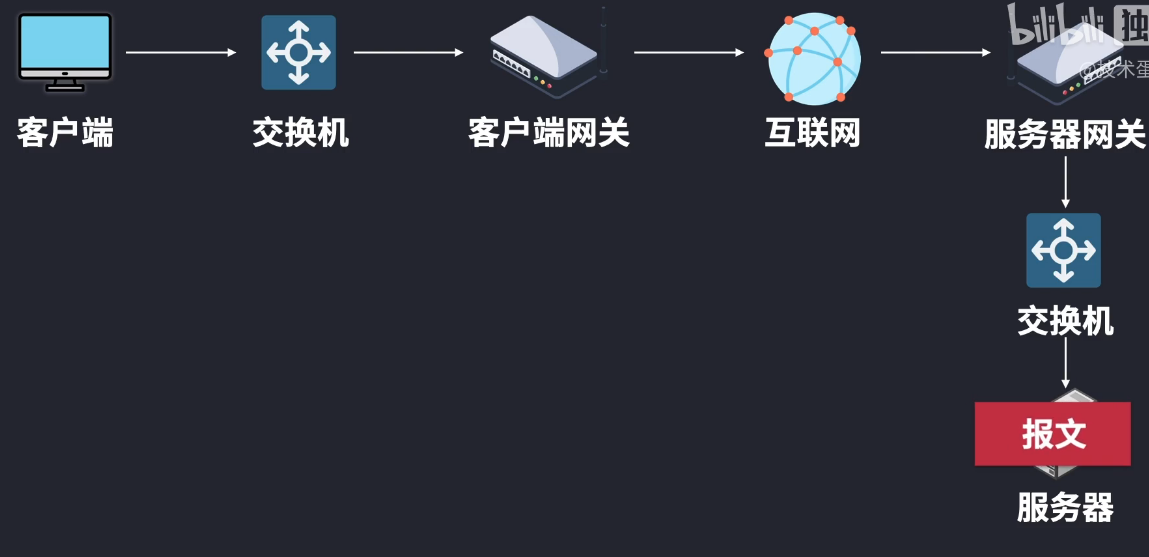 bilibili 独
@技术蛋
客户端
交换机
客户端网关
互联网
服务器网关
交换机
报文
服务器